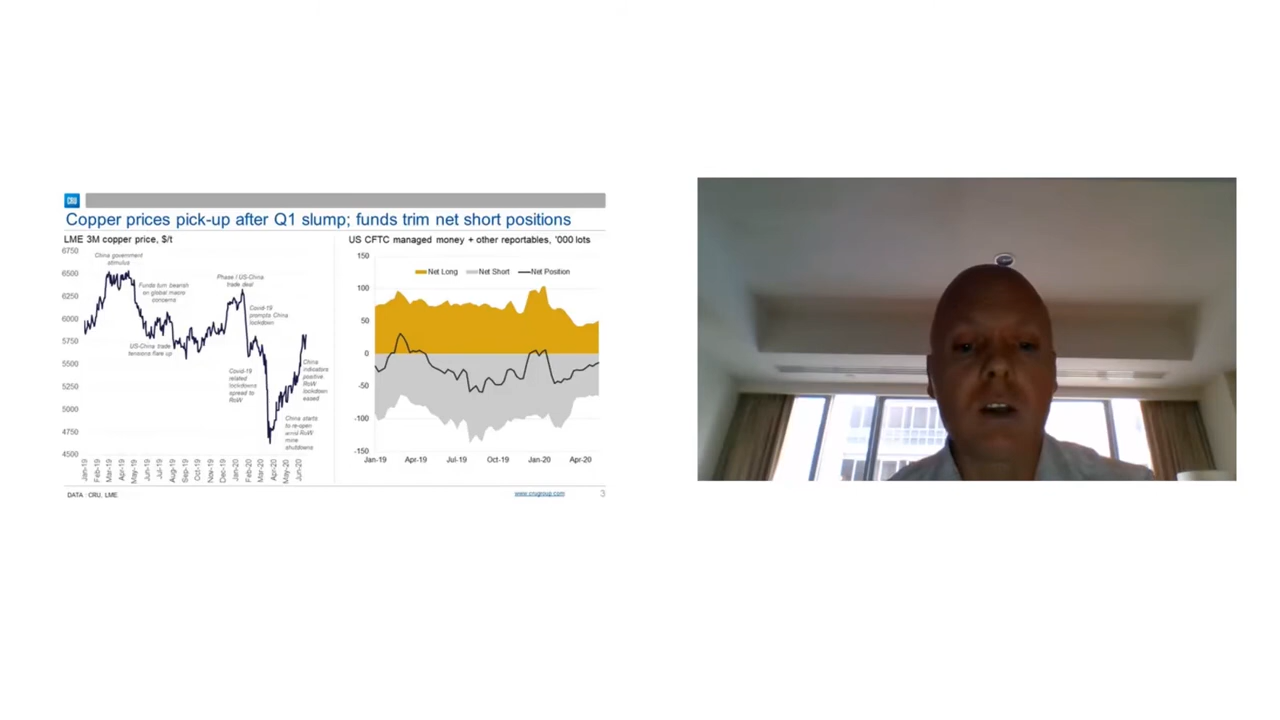 CRU
Copper prices pick-up after Q1 slump; funds trim net short positions
LME 3M copper price, $/t
6750
6500
6250
6000
5750
5500
5250
5000
4750
4500
China government
stimulus
Funds turn bearish
on global macro
concerns
US-China trade
tensions flare up
Phase I US-China
trade deal
Covid-19
prompts China
lockdown
Covid-19
related
lockdowns
spread to
RoW
China
indicators
positive
RoW
lockdown
eased
China starts
to re-open
amid RoW
mine
shutdowns
Jan-19
Feb-19
Mar-19
Apr-19
May-19
Jun-19
Jul-19
Aug-19
Sep-19
Oct-19
Nov-19
Dec-19
Jan-20
Feb-20
Mar-20
Apr-20
May-20
Jun-20
US CFTC managed money + other reportables, '000 lots
150
100
50
0
-50
-100
-150
Net Long
Net Short
Net Position
Jan-19
Apr-19
Jul-19
Oct-19
Jan-20
Apr-20
DATA : CRU, LME.
www.crugroup.com
3